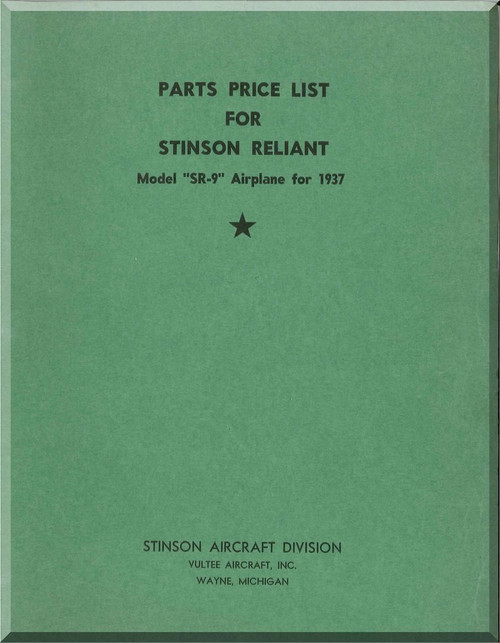 PARTS PRICE LIST
FOR
STINSON RELIANT
Model "SR-9" Airplane for 1937
STINSON AIRCRAFT DIVISION
VULTEE AIRCRAFT, INC.
WAYNE, MICHIGAN